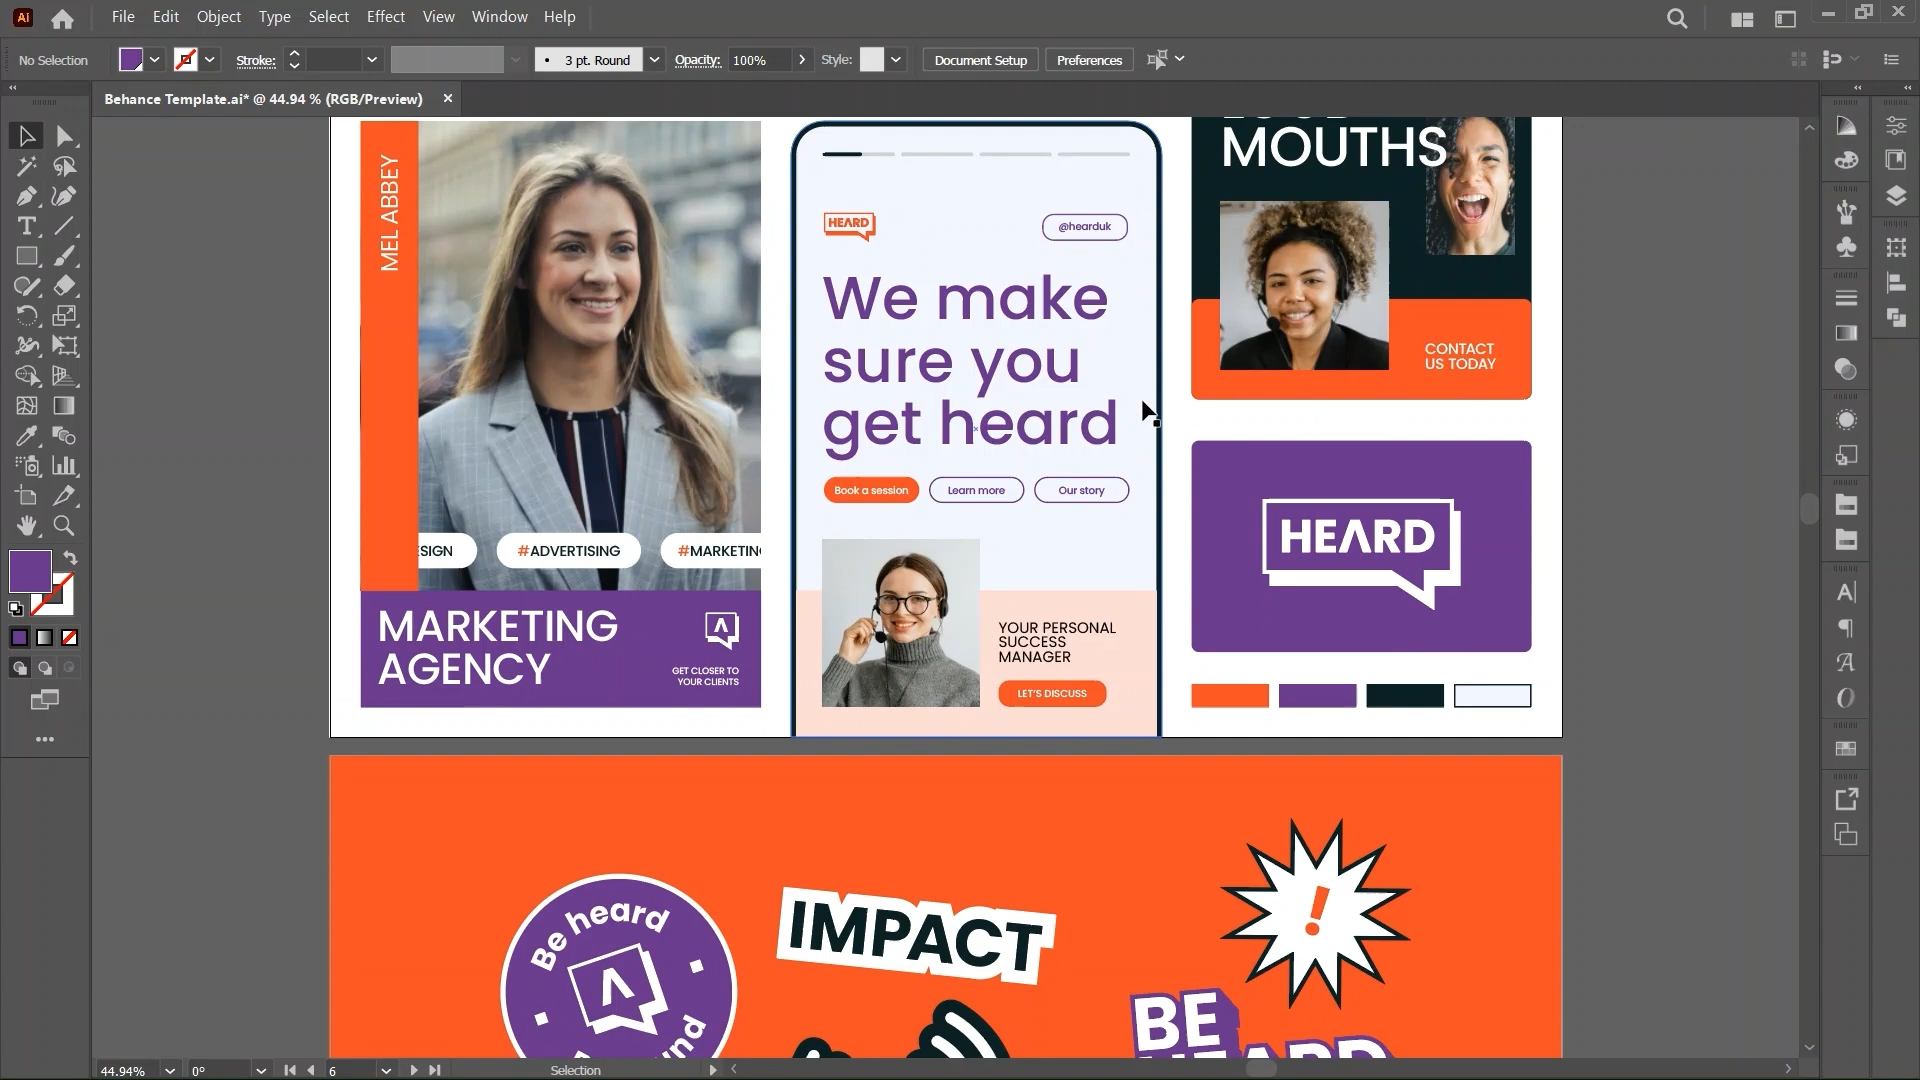 Ai
File Edit Object Type Select Effect View Window Help
No Selection
Stroke:
3 pt. Round
Opacity: 100%
Style:
Document Setup
Preferences
Behance Template.ai* @ 44.94 % (RGB/Preview)
MEL ABBEY
#ADVERTISING
MARKETING
AGENCY
GET CLOSER TO
YOUR CLIENTS
HEARD
@hearduk
We make
sure you
get heard
Book a session
Learn more
Our story
YOUR PERSONAL
SUCCESS
MANAGER
LET'S DISCUSS
MOUTHS
CONTACT
US TODAY
HEARD
Be heard
IMPACT
!
BE
44.94%
0°
6
Selection